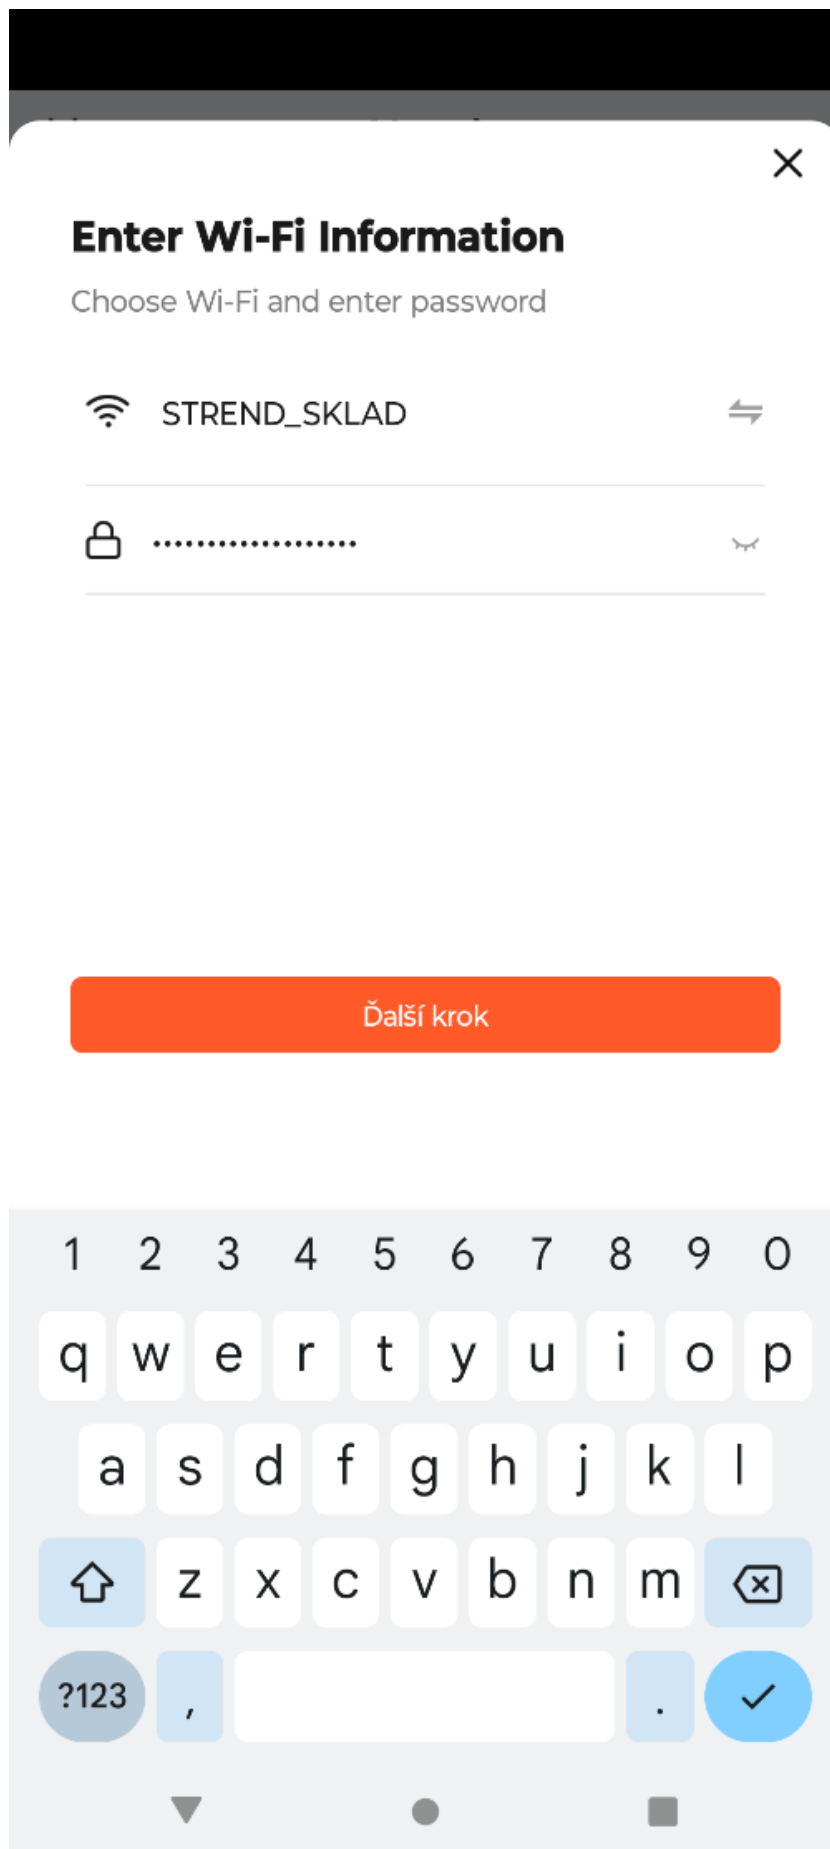 Enter Wi-Fi Information
Choose Wi-Fi and enter password
STREND_SKLAD
•••••••••••••••••••
Ďalší krok
1 2 3 4 5 6 7 8 9 0
q w e r t y u i o p
a s d f g h j k l
z x c v b n m
?123 , .